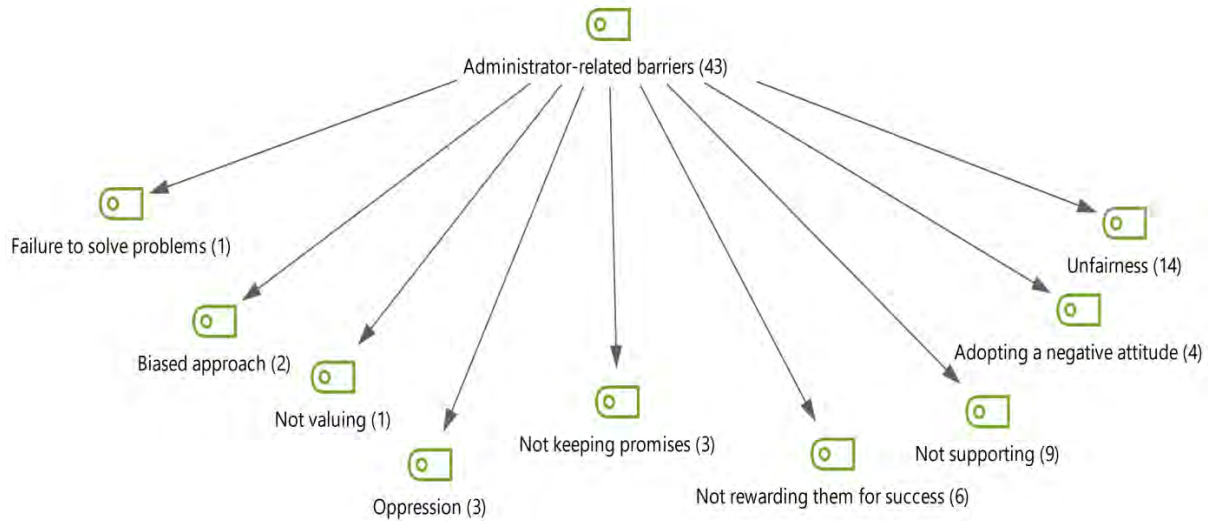 Administrator-related barriers (43)
Failure to solve problems (1)
Unfairness (14)
Biased approach (2)
Adopting a negative attitude (4)
Not valuing (1)
Not keeping promises (3)
Not supporting (9)
Oppression (3)
Not rewarding them for success (6)